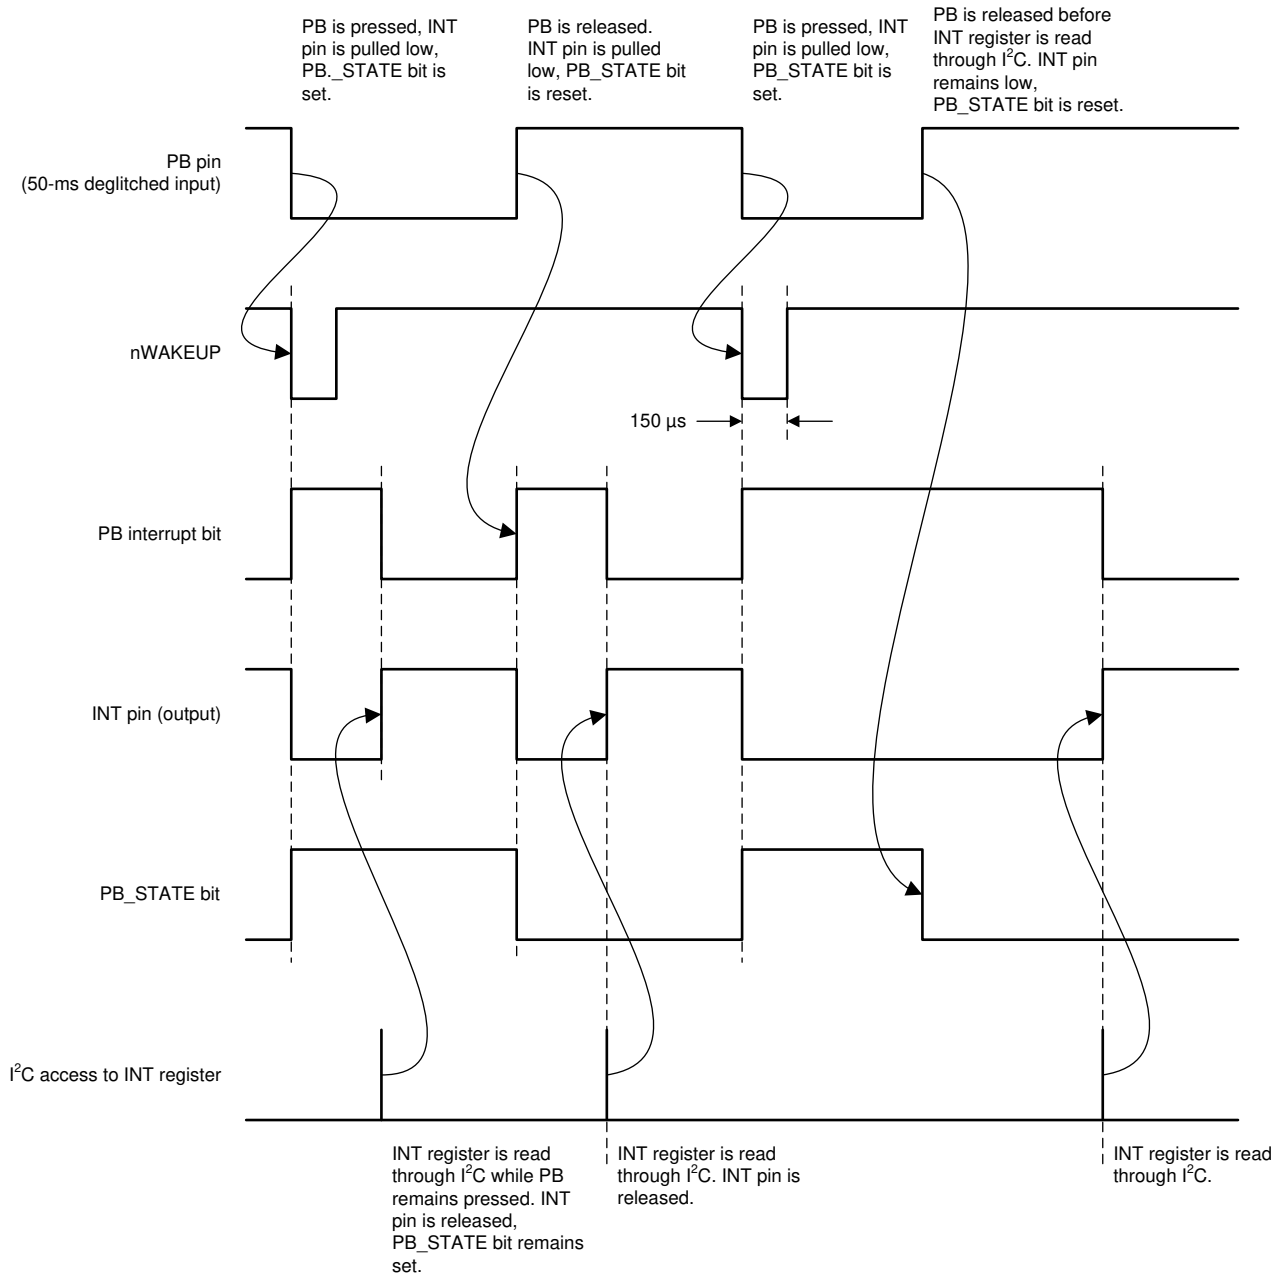 PB is pressed, INT
pin is pulled low,
PB._STATE bit is
set.
PB is released.
INT pin is pulled
low, PB_STATE bit
is reset.
PB is pressed, INT
pin is pulled low,
PB_STATE bit is
set.
PB is released before
INT register is read
through I²C. INT pin
remains low,
PB_STATE bit is reset.
PB pin
(50-ms deglitched input)
nWAKEUP
150 µs
PB interrupt bit
INT pin (output)
PB_STATE bit
I²C access to INT register
INT register is read
through I²C while PB
remains pressed. INT
pin is released,
PB_STATE bit remains
set.
INT register is read
through I²C. INT pin is
released.
INT register is read
through I²C.